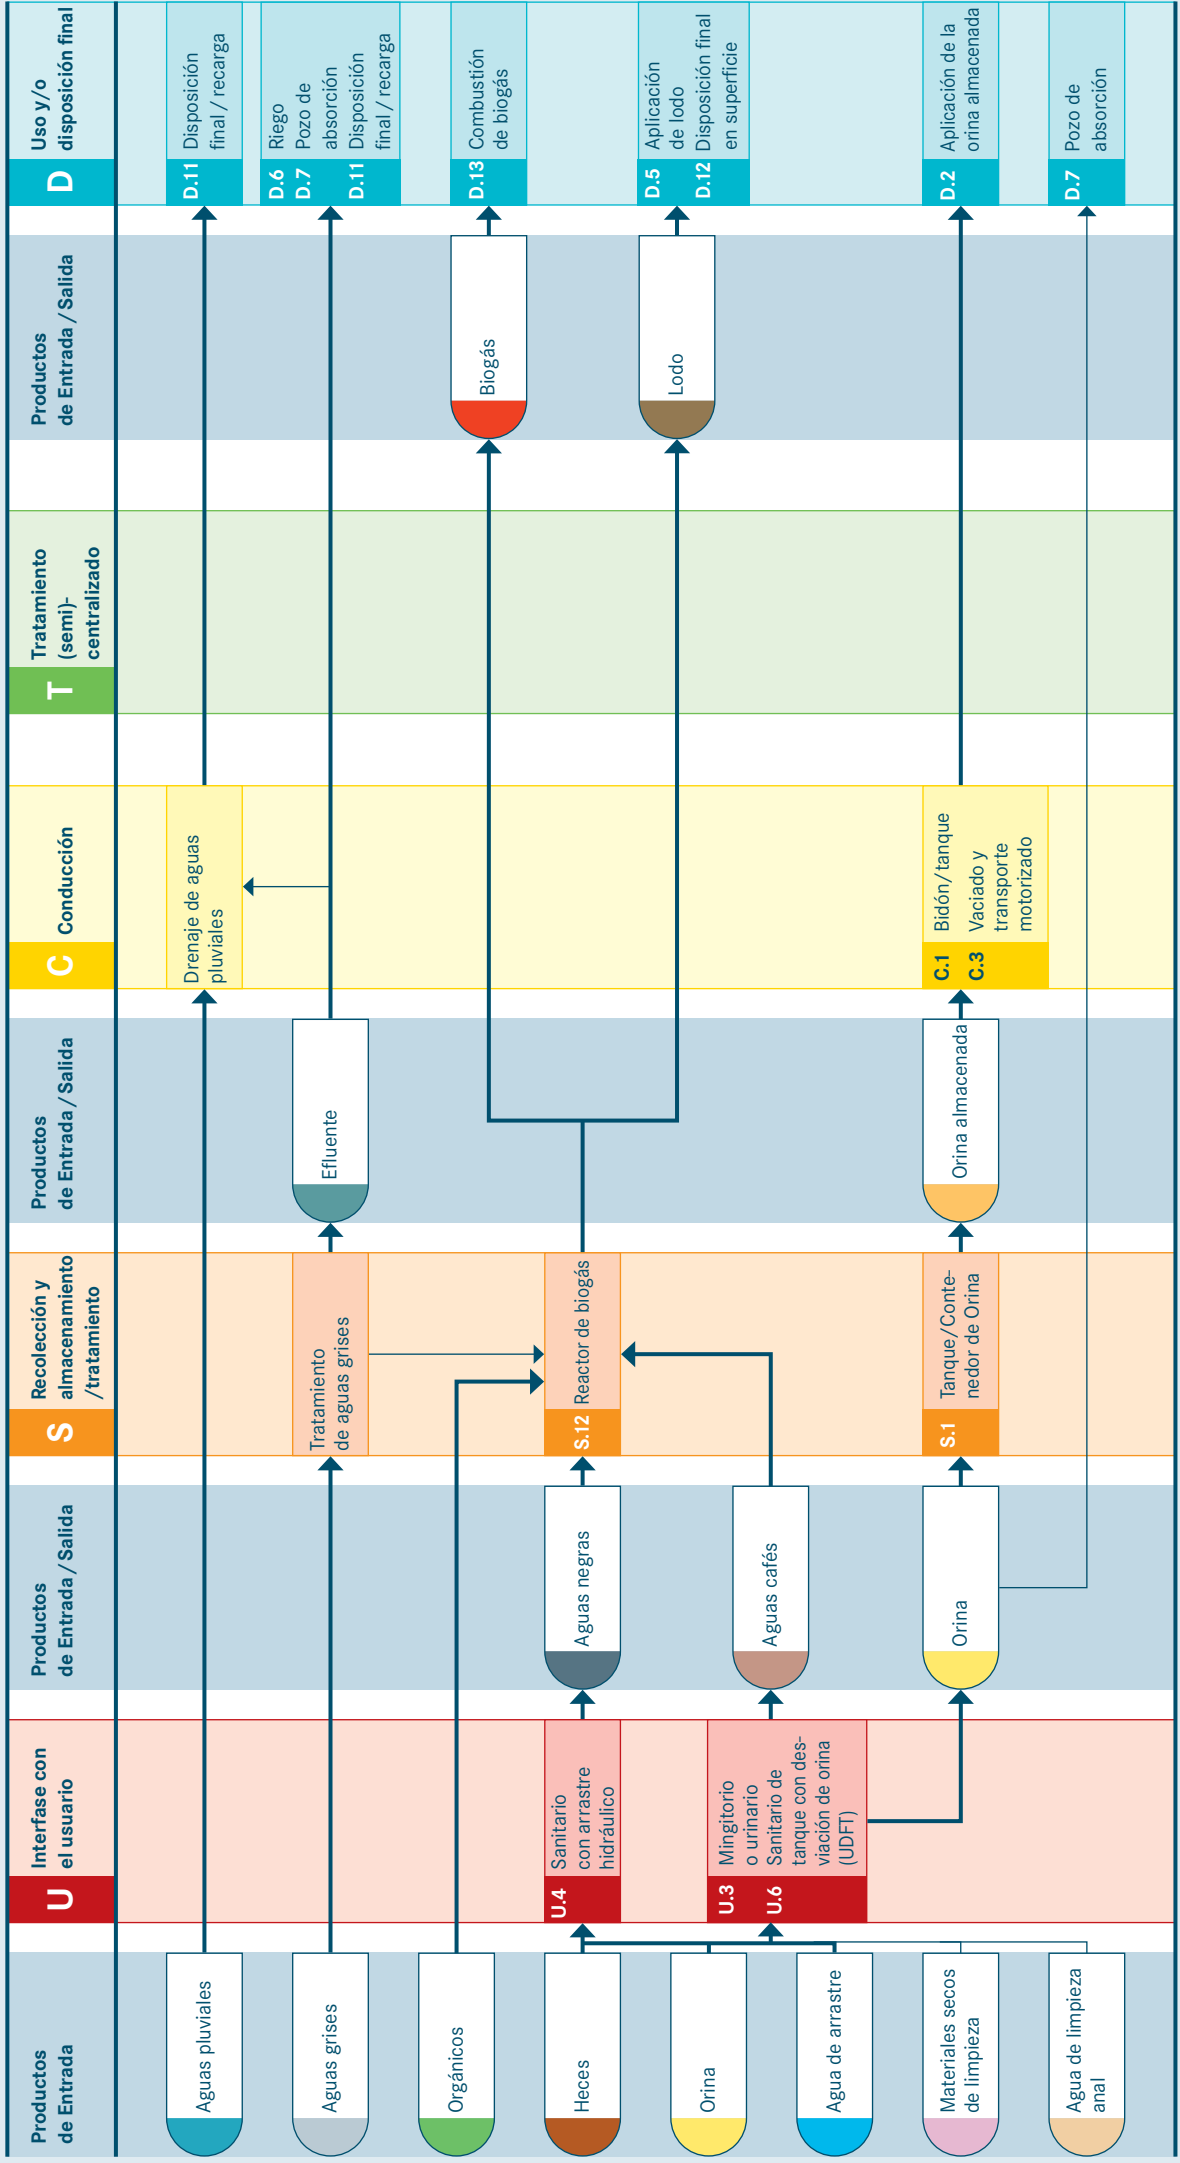 Productos
de Entrada
U
Interfase con
el usuario
Productos
de Entrada / Salida
S
Recolección y
almacenamiento
/tratamiento
Productos
de Entrada / Salida
C
Conducción
T
Tratamiento
(semi)-
centralizado
Productos
de Entrada / Salida
D
Uso y/o
disposición final
Aguas pluviales
Drenaje de aguas
pluviales
D.11
Disposición
final / recarga
Aguas grises
Tratamiento
de aguas grises
Efluente
D.6
Riego
D.7
Pozo de
absorción
D.11
Disposición
final / recarga
Orgánicos
Biogás
D.13
Combustión
de biogás
Heces
U.4
Sanitario
con arrastre
hidráulico
Aguas negras
S.12
Reactor de biogás
Lodo
D.5
Aplicación
de lodo
D.12
Disposición final
en superficie
Orina
U.3
Mingitorio
o urinario
U.6
Sanitario de
tanque con des-
viación de orina
(UDFT)
Aguas cafés
Agua de arrastre
Materiales secos
de limpieza
Orina
S.1
Tanque/Conte-
nedor de Orina
Orina almacenada
C.1
Bidón/tanque
C.3
Vaciado y
transporte
motorizado
D.2
Aplicación de la
orina almacenada
Agua de limpieza
anal
D.7
Pozo de
absorción